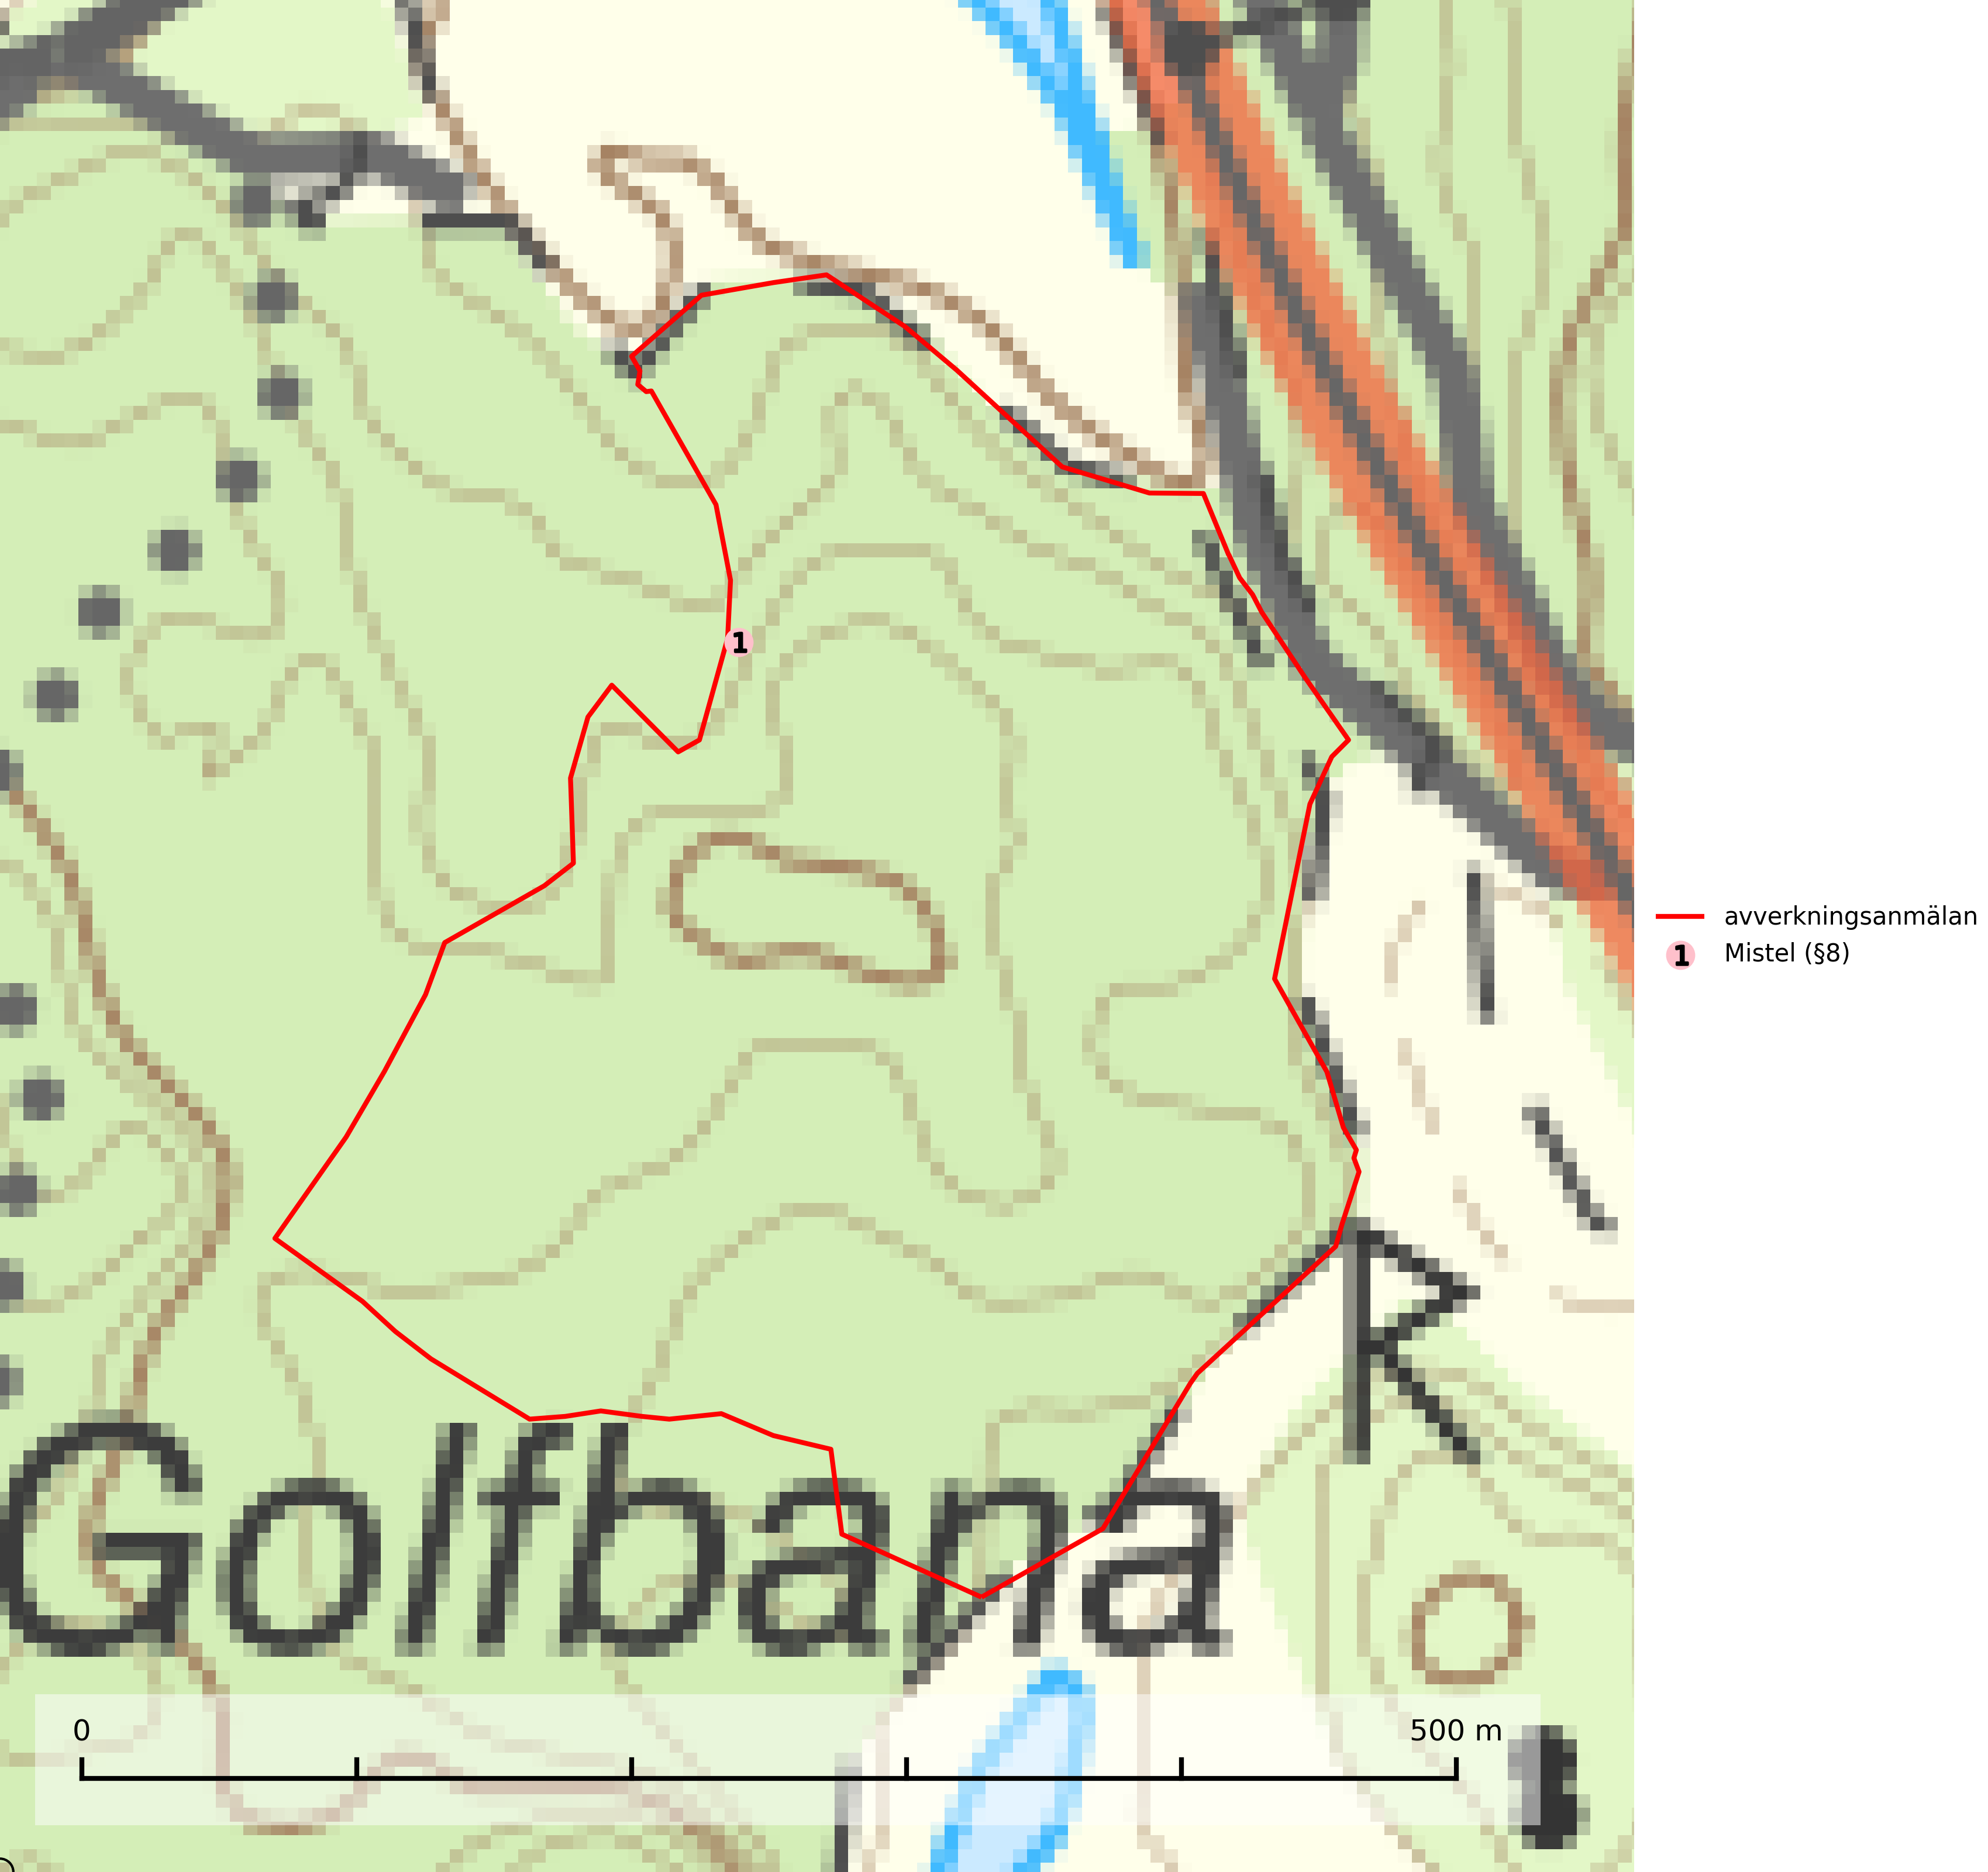 1
avverkningsanmälan
1 Mistel (§8)
K
Golfbana
0 500 m